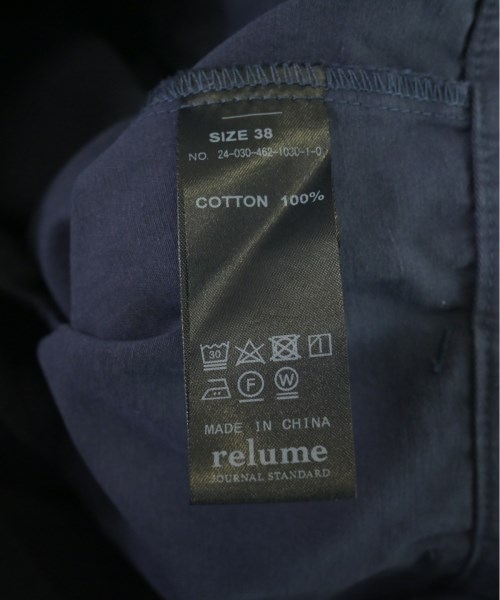 SIZE 38
NO. 24-030-462-1030-1-0
COTTON 100%
30
F W
MADE IN CHINA
relume
JOURNAL STANDARD